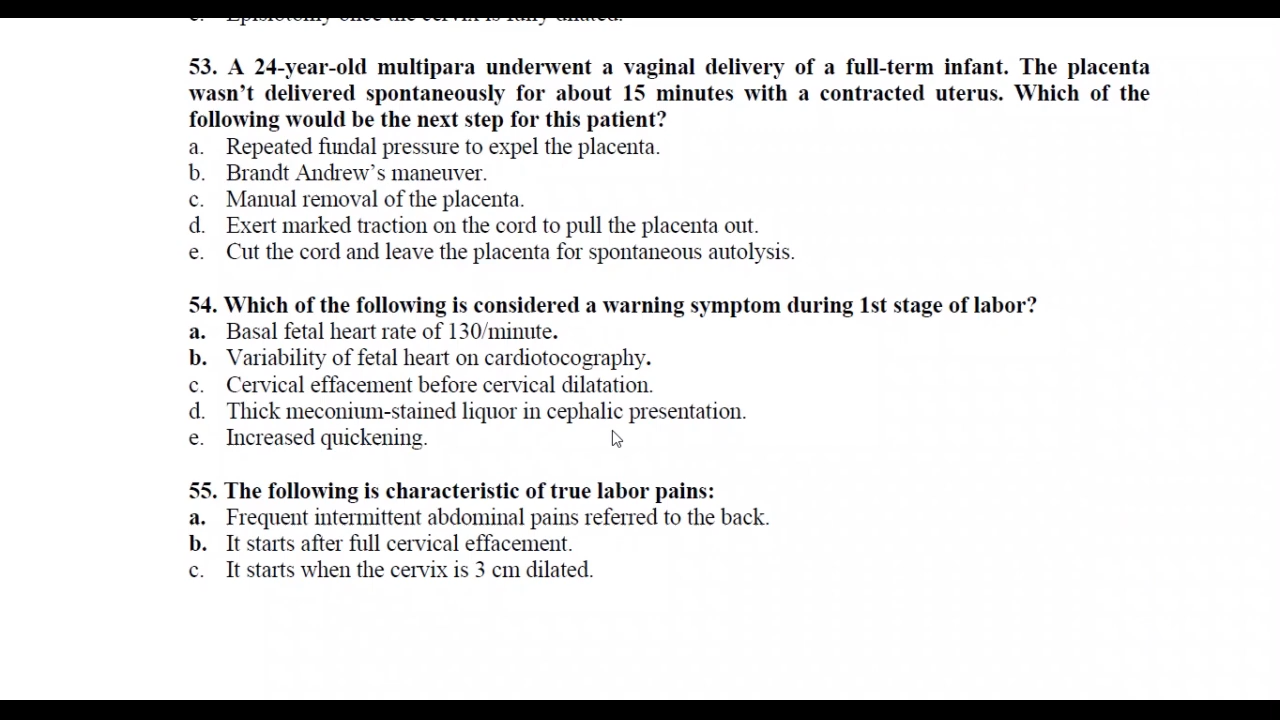 e. Episiotomy once the cervix is fully dilated.
53. A 24-year-old multipara underwent a vaginal delivery of a full-term infant. The placenta
wasn’t delivered spontaneously for about 15 minutes with a contracted uterus. Which of the
following would be the next step for this patient?
a. Repeated fundal pressure to expel the placenta.
b. Brandt Andrew’s maneuver.
c. Manual removal of the placenta.
d. Exert marked traction on the cord to pull the placenta out.
e. Cut the cord and leave the placenta for spontaneous autolysis.
54. Which of the following is considered a warning symptom during 1st stage of labor?
a. Basal fetal heart rate of 130/minute.
b. Variability of fetal heart on cardiotocography.
c. Cervical effacement before cervical dilatation.
d. Thick meconium-stained liquor in cephalic presentation.
e. Increased quickening.
55. The following is characteristic of true labor pains:
a. Frequent intermittent abdominal pains referred to the back.
b. It starts after full cervical effacement.
c. It starts when the cervix is 3 cm dilated.